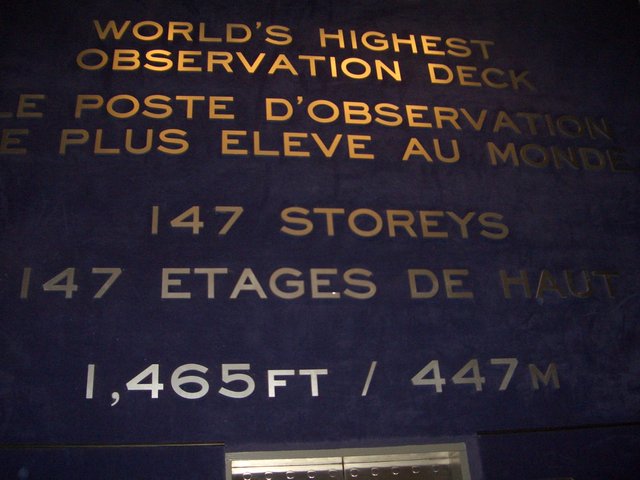 WORLD'S HIGHEST
OBSERVATION DECK
LE POSTE D'OBSERVATION
LE PLUS ELEVE AU MONDE
147 STOREYS
147 ETAGES DE HAUT
1,465FT / 447M